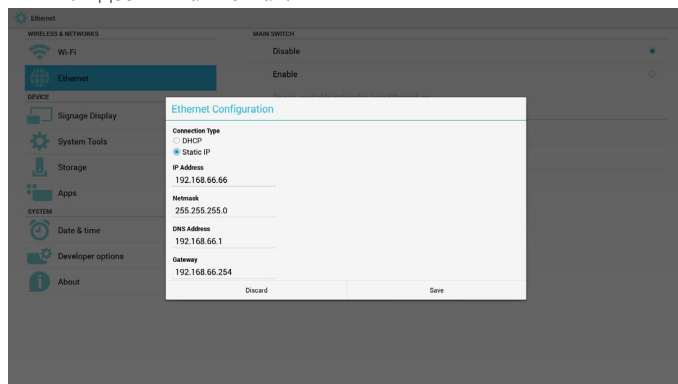 Ethernet
WIRELESS & NETWORKS
Wi-Fi
Ethernet
DEVICE
Signage Display
System Tools
Storage
Apps
SYSTEM
Date & time
Developer options
About
MAIN SWITCH
Disable
Enable
Ethernet Configuration
Connection Type
DHCP
Static IP
IP Address
192.168.66.66
Netmask
255.255.255.0
DNS Address
192.168.66.1
Gateway
192.168.66.254
Discard
Save